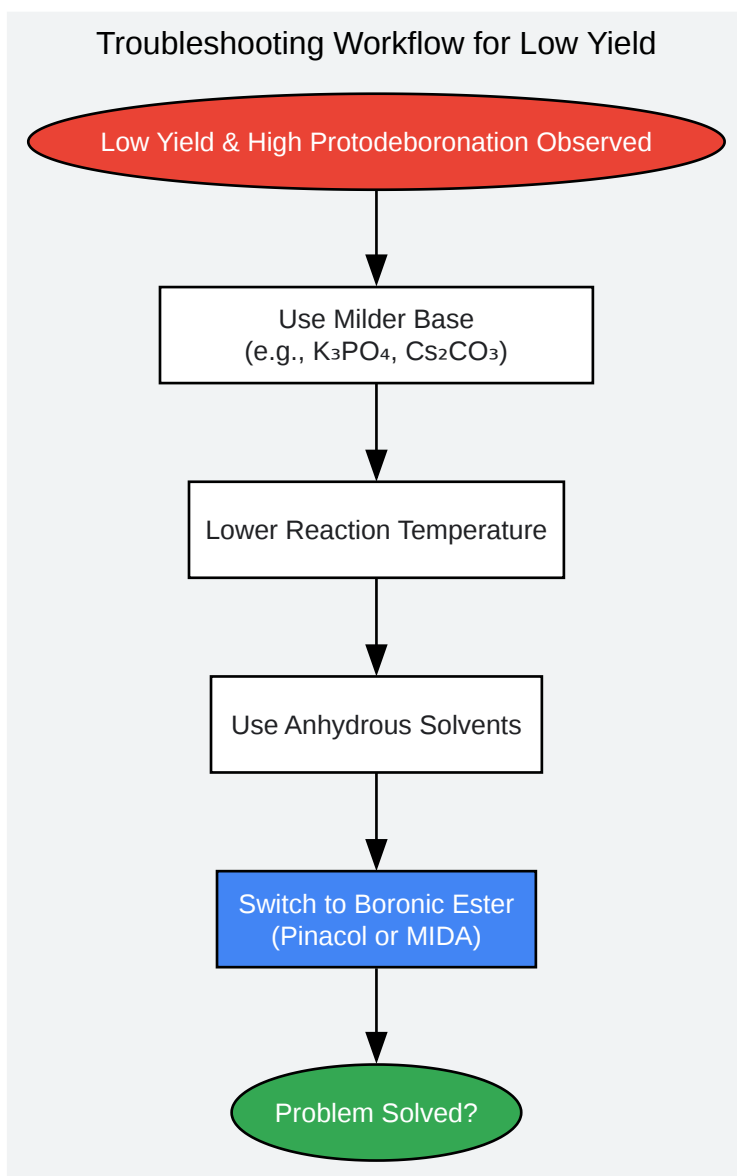 Troubleshooting Workflow for Low Yield
Low Yield & High Protodeboronation Observed
Use Milder Base
(e.g., K₃PO₄, Cs₂CO₃)
Lower Reaction Temperature
Use Anhydrous Solvents
Switch to Boronic Ester
(Pinacol or MIDA)
Problem Solved?